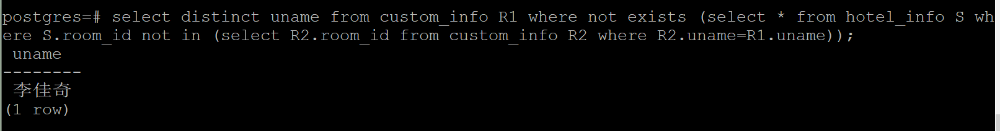 postgres=# select distinct uname from custom_info R1 where not exists (select * from hotel_info S wh
ere S.room_id not in (select R2.room_id from custom_info R2 where R2.uname=R1.uname));
uname
--------
李佳奇
(1 row)